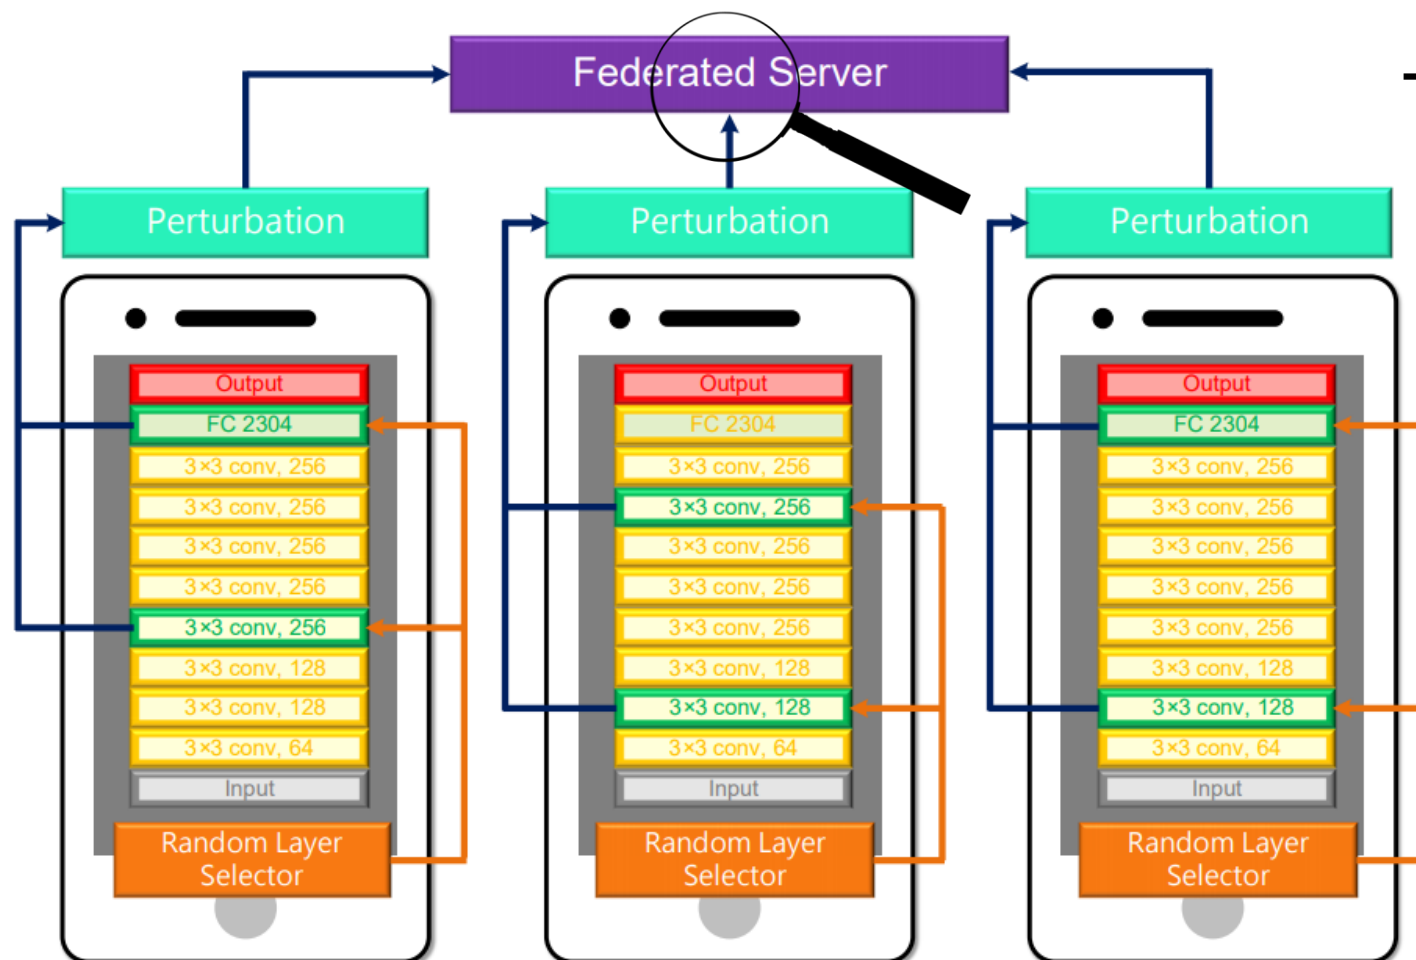 Federated Server
Perturbation
Perturbation
Perturbation
Output
FC 2304
3×3 conv, 256
3×3 conv, 256
3×3 conv, 256
3×3 conv, 256
3×3 conv, 256
3×3 conv, 128
3×3 conv, 128
3×3 conv, 64
Input
Random Layer
Selector
Output
FC 2304
3×3 conv, 256
3×3 conv, 256
3×3 conv, 256
3×3 conv, 256
3×3 conv, 256
3×3 conv, 128
3×3 conv, 128
3×3 conv, 64
Input
Random Layer
Selector
Output
FC 2304
3×3 conv, 256
3×3 conv, 256
3×3 conv, 256
3×3 conv, 256
3×3 conv, 256
3×3 conv, 128
3×3 conv, 128
3×3 conv, 64
Input
Random Layer
Selector